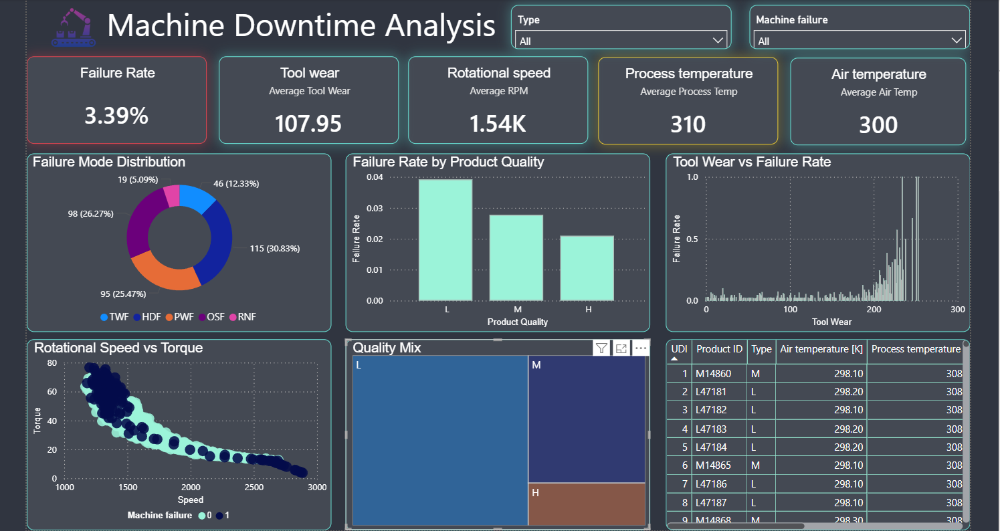 Machine Downtime Analysis
Type
All
Machine failure
All
Failure Rate
3.39%
Tool wear
Average Tool Wear
107.95
Rotational speed
Average RPM
1.54K
Process temperature
Average Process Temp
310
Air temperature
Average Air Temp
300
Failure Mode Distribution
19 (5.09%)
46 (12.33%)
98 (26.27%)
115 (30.83%)
95 (25.47%)
TWF HDF PWF OSF RNF
Failure Rate by Product Quality
Failure Rate
0.04
0.03
0.02
0.01
0.00
L M H
Product Quality
Tool Wear vs Failure Rate
Failure Rate
1.0
0.5
0.0
0 100 200 300
Tool Wear
Rotational Speed vs Torque
Torque
80
60
40
20
0
1000 1500 2000 2500 3000
Speed
Machine failure 0 1
Quality Mix
L
M
H
UDI Product ID Type Air temperature [K] Process temperature
1 M14860 M 298.10 308
2 L47181 L 298.20 308
3 L47182 L 298.10 308
4 L47183 L 298.20 308
5 L47184 L 298.20 308
6 M14865 M 298.10 308
7 L47186 L 298.10 308
8 L47187 L 298.10 308
9 M14868 M 298.30 308